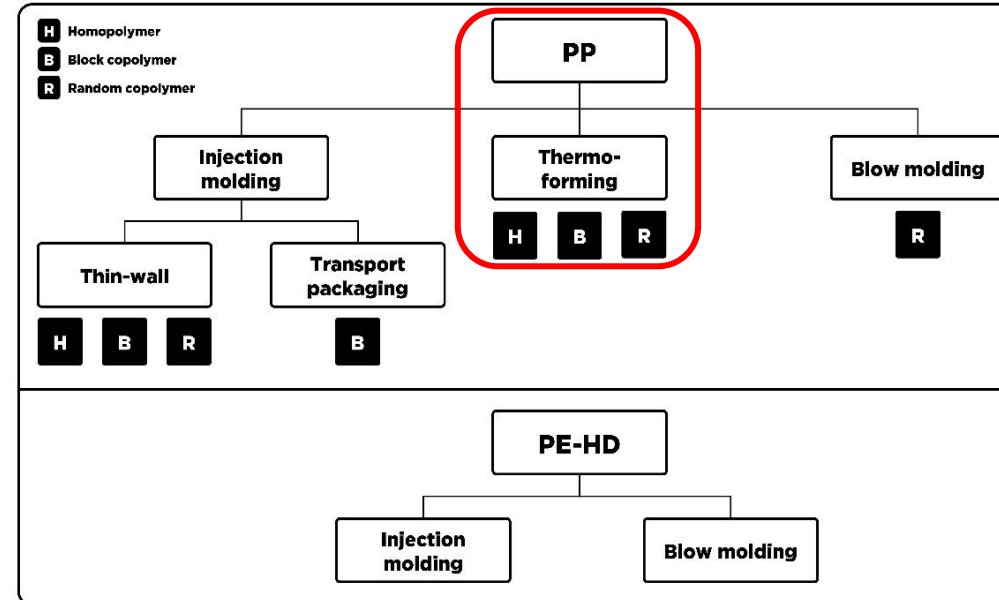 H Homopolymer
B Block copolymer
R Random copolymer
PP
Injection
molding
Thermo-
forming
Blow molding
H B R
R
Thin-wall
Transport
packaging
H B R
B
PE-HD
Injection
molding
Blow molding